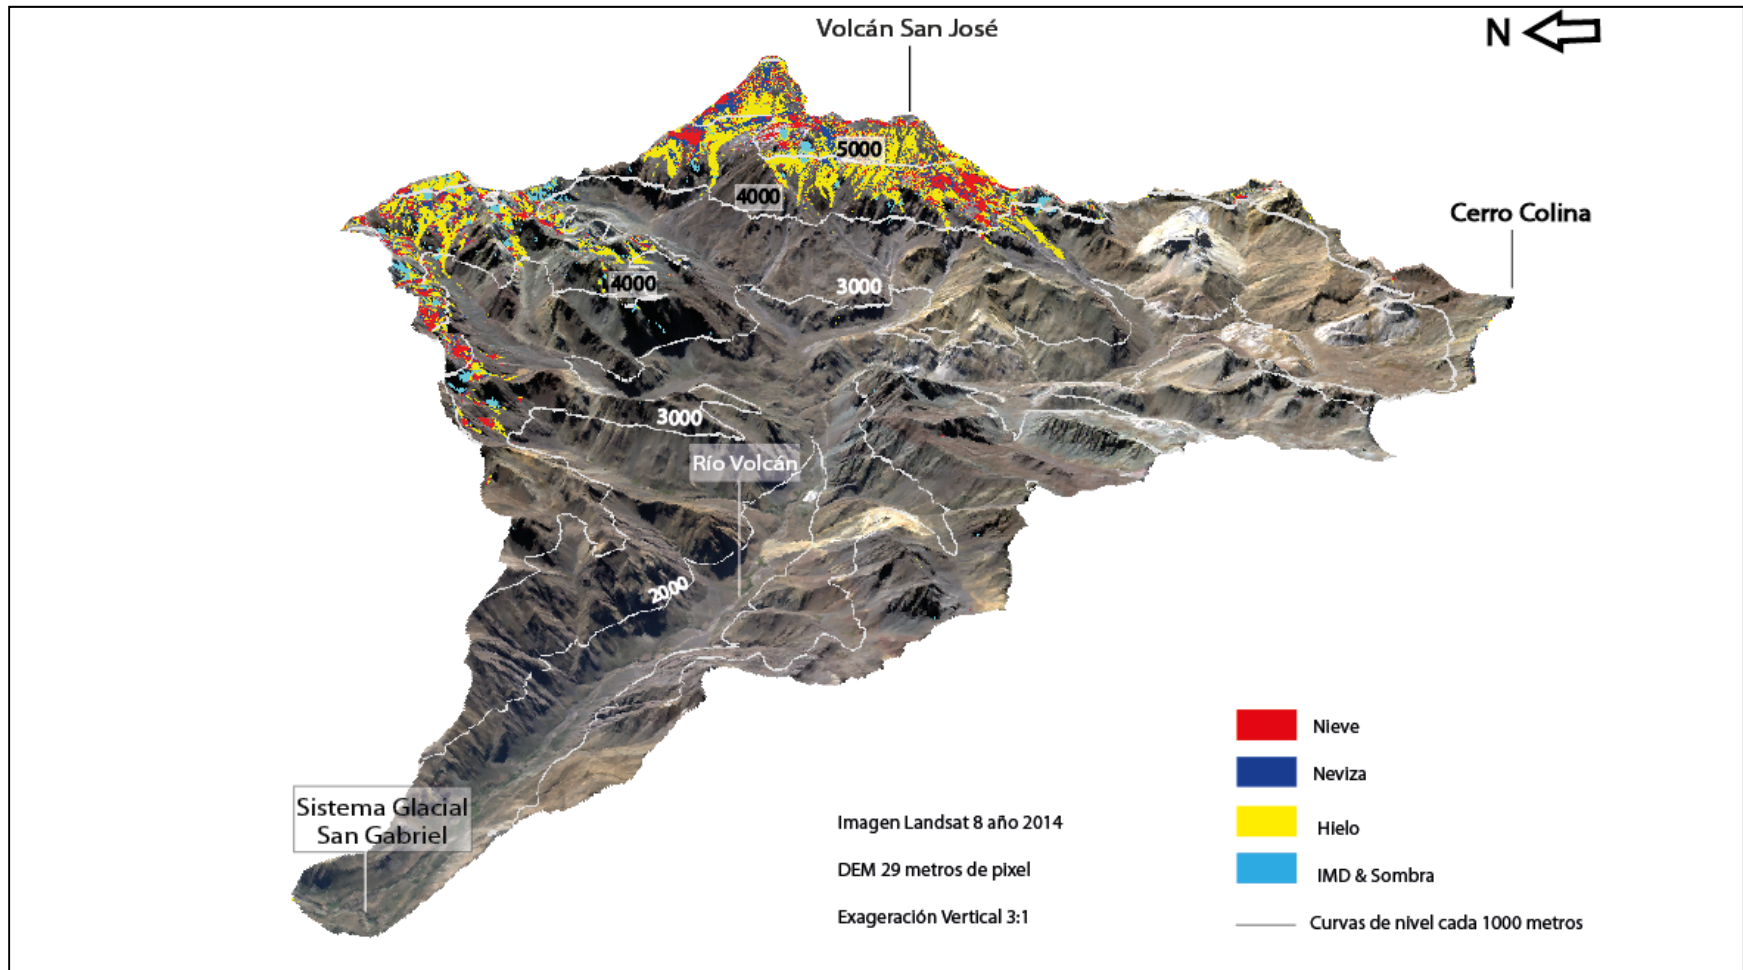 Volcán San José
N
5000
4000
Cerro Colina
4000
3000
3000
Río Volcán
2000
Sistema Glacial
San Gabriel
Imagen Landsat 8 año 2014
DEM 29 metros de pixel
Exageración Vertical 3:1
Nieve
Neviza
Hielo
IMD & Sombra
Curvas de nivel cada 1000 metros